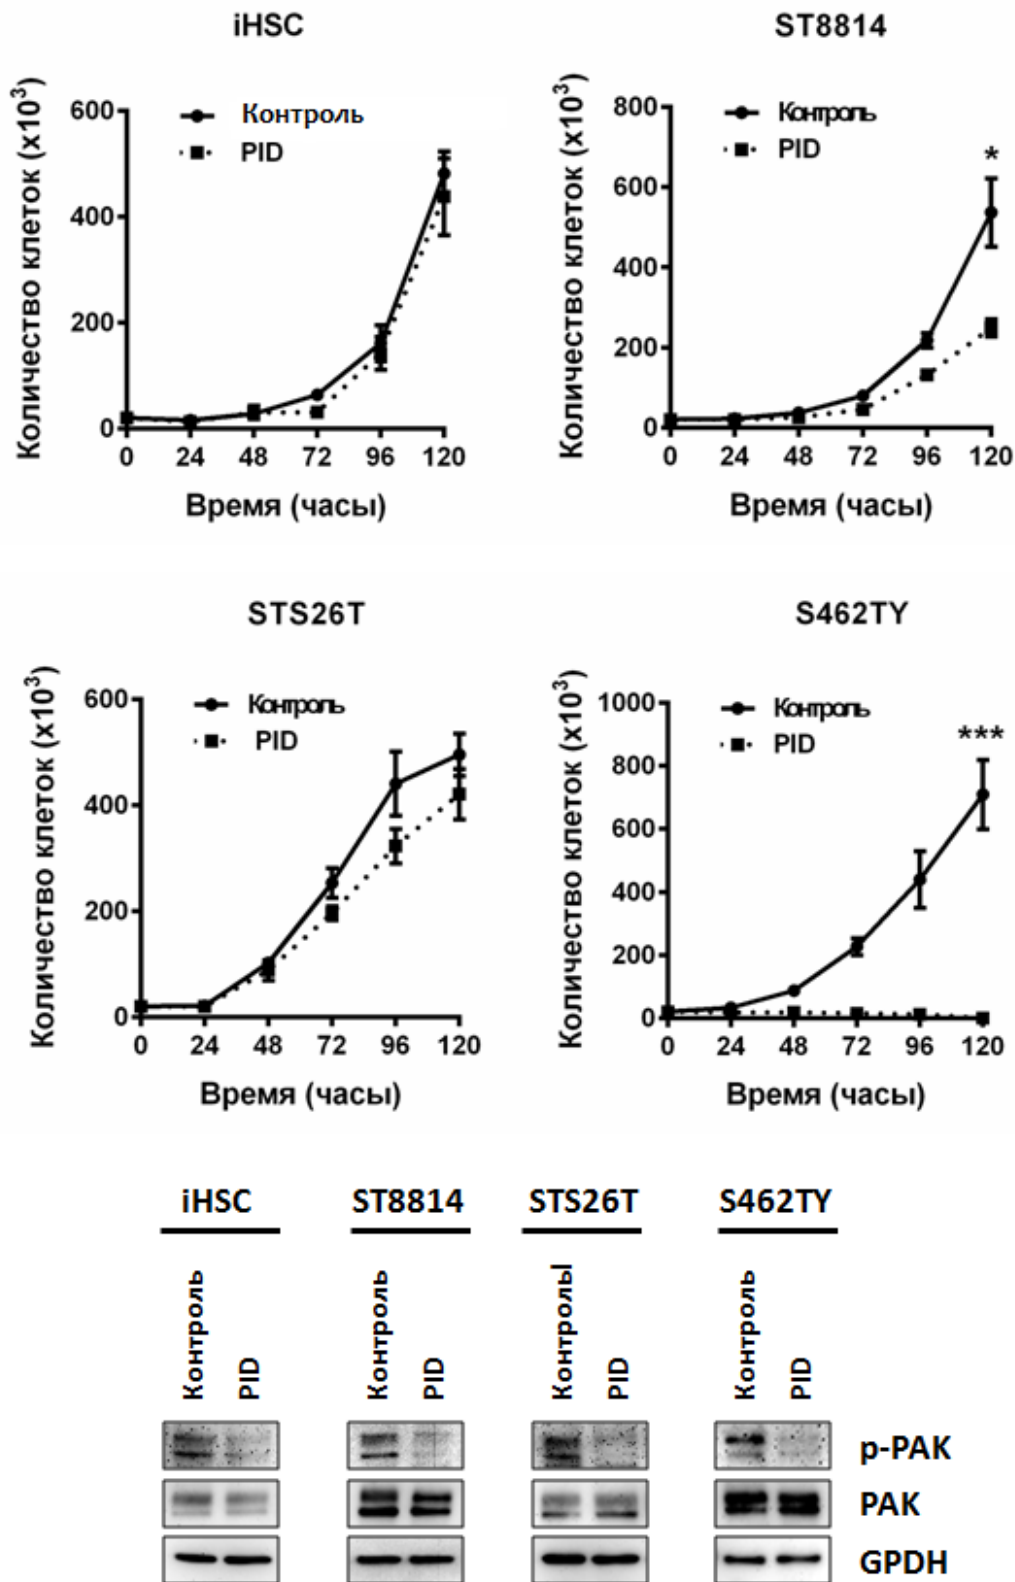 iHSC
Количество клеток (x10³)
600
400
200
0
Контроль
PID
0 24 48 72 96 120
Время (часы)
ST8814
Количество клеток (x10³)
800
600
400
200
0
Контроль
PID
*
0 24 48 72 96 120
Время (часы)
STS26T
Количество клеток (x10³)
600
400
200
0
Контроль
PID
0 24 48 72 96 120
Время (часы)
S462TY
Количество клеток (x10³)
1000
800
600
400
200
0
Контроль
PID
***
0 24 48 72 96 120
Время (часы)
iHSC ST8814 STS26T S462TY
Контроль PID Контроль PID Контролы PID Контроль PID
p-PAK
PAK
GPDH